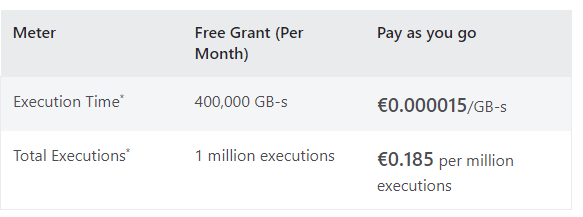 Meter Free Grant (Per Month) Pay as you go
Execution Time* 400,000 GB-s €0.000015/GB-s
Total Executions* 1 million executions €0.185 per million executions